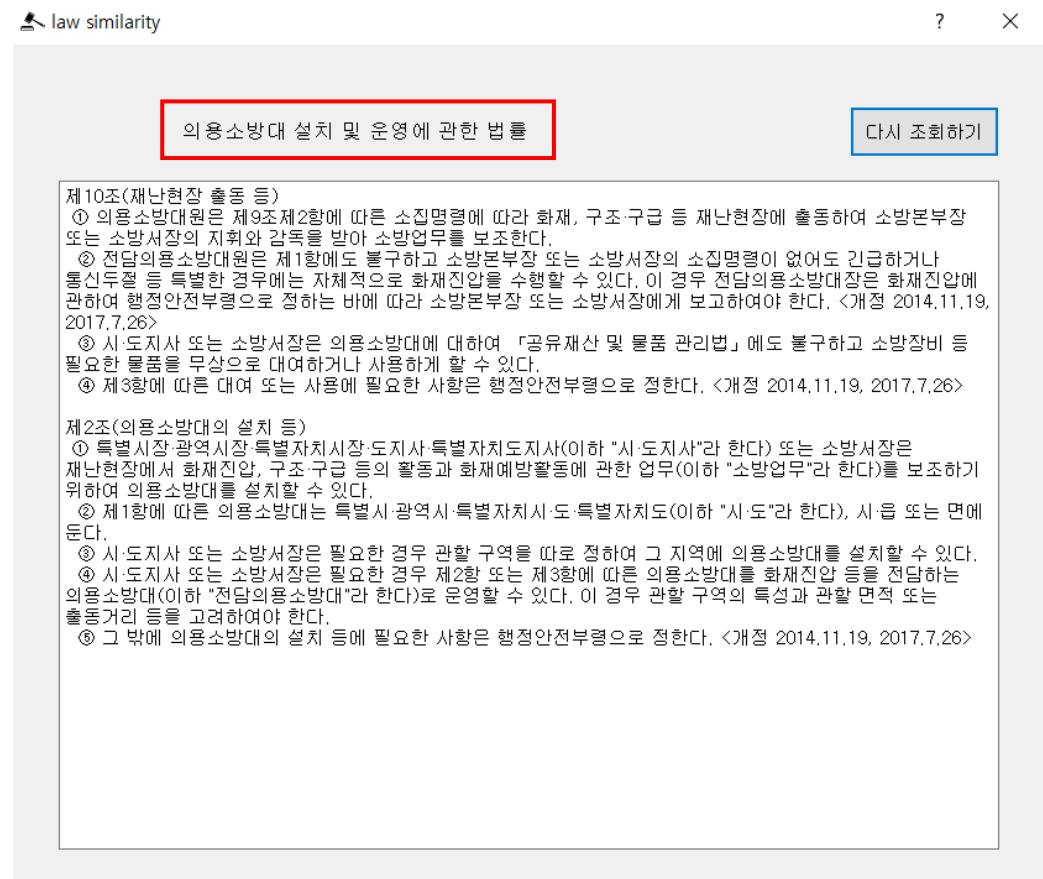 law similarity
?
의용소방대 설치 및 운영에 관한 법률
다시 조회하기
제10조(재난현장 출동 등)
① 의용소방대원은 제9조제2항에 따른 소집명령에 따라 화재, 구조·구급 등 재난현장에 출동하여 소방본부장
또는 소방서장의 지휘와 감독을 받아 소방업무를 보조한다.
② 전담의용소방대원은 제1항에도 불구하고 소방본부장 또는 소방서장의 소집명령이 없어도 긴급하거나
통신두절 등 특별한 경우에는 자체적으로 화재진압을 수행할 수 있다. 이 경우 전담의용소방대장은 화재진압에
관하여 행정안전부령으로 정하는 바에 따라 소방본부장 또는 소방서장에게 보고하여야 한다. <개정 2014.11.19,
2017.7.26>
③ 시·도지사 또는 소방서장은 의용소방대에 대하여 「공유재산 및 물품 관리법」에도 불구하고 소방장비 등
필요한 물품을 무상으로 대여하거나 사용하게 할 수 있다.
④ 제3항에 따른 대여 또는 사용에 필요한 사항은 행정안전부령으로 정한다. <개정 2014.11.19, 2017.7.26>
제2조(의용소방대의 설치 등)
① 특별시장·광역시장·특별자치시장·도지사·특별자치도지사(이하 "시·도지사"라 한다) 또는 소방서장은
재난현장에서 화재진압, 구조·구급 등의 활동과 화재예방활동에 관한 업무(이하 "소방업무"라 한다)를 보조하기
위하여 의용소방대를 설치할 수 있다.
② 제1항에 따른 의용소방대는 특별시·광역시·특별자치시·도·특별자치도(이하 "시·도"라 한다), 시·읍 또는 면에
둔다.
③ 시·도지사 또는 소방서장은 필요한 경우 관할 구역을 따로 정하여 그 지역에 의용소방대를 설치할 수 있다.
④ 시·도지사 또는 소방서장은 필요한 경우 제2항 또는 제3항에 따른 의용소방대를 화재진압 등을 전담하는
의용소방대(이하 "전담의용소방대"라 한다)로 운영할 수 있다. 이 경우 관할 구역의 특성과 관할 면적 또는
출동거리 등을 고려하여야 한다.
⑤ 그 밖에 의용소방대의 설치 등에 필요한 사항은 행정안전부령으로 정한다. <개정 2014.11.19, 2017.7.26>